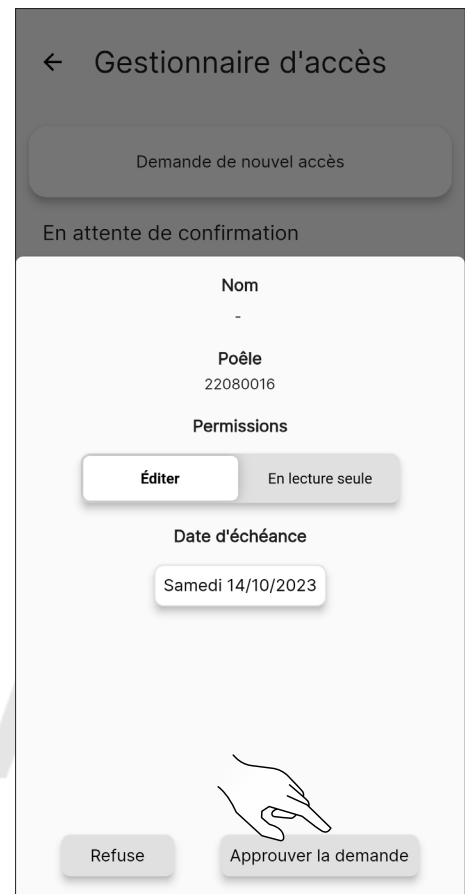 Gestionnaire d'accès
Demande de nouvel accès
En attente de confirmation
Nom
-
Poêle
22080016
Permissions
Éditer En lecture seule
Date d'échéance
Samedi 14/10/2023
Refuse Approuver la demande